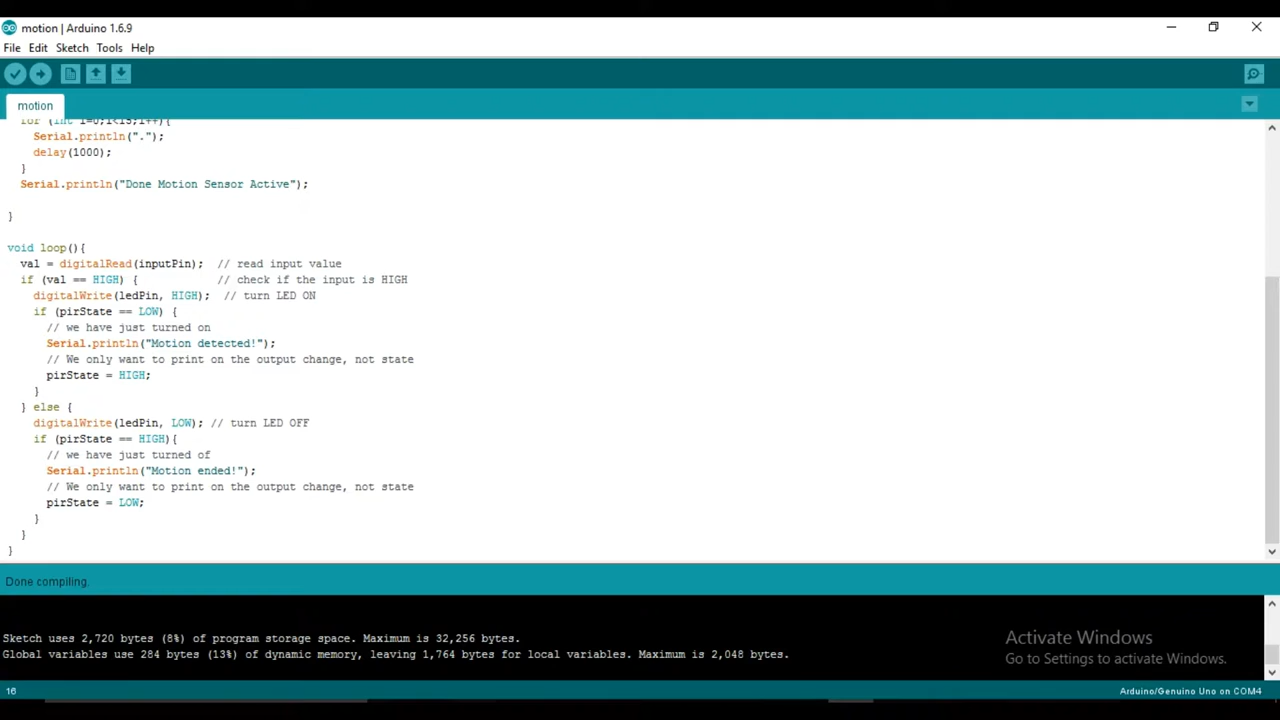 motion | Arduino 1.6.9
File Edit Sketch Tools Help
motion
for (int i=0;i<15;i++){
Serial.println(".");
delay(1000);
}
Serial.println("Done Motion Sensor Active");
}
void loop(){
val = digitalRead(inputPin);  // read input value
if (val == HIGH) {            // check if the input is HIGH
digitalWrite(ledPin, HIGH);  // turn LED ON
if (pirState == LOW) {
// we have just turned on
Serial.println("Motion detected!");
// We only want to print on the output change, not state
pirState = HIGH;
}
} else {
digitalWrite(ledPin, LOW); // turn LED OFF
if (pirState == HIGH){
// we have just turned of
Serial.println("Motion ended!");
// We only want to print on the output change, not state
pirState = LOW;
}
}
}
Done compiling.
Sketch uses 2,720 bytes (8%) of program storage space. Maximum is 32,256 bytes.
Global variables use 284 bytes (13%) of dynamic memory, leaving 1,764 bytes for local variables. Maximum is 2,048 bytes.
Activate Windows
Go to Settings to activate Windows.
16
Arduino/Genuino Uno on COM4